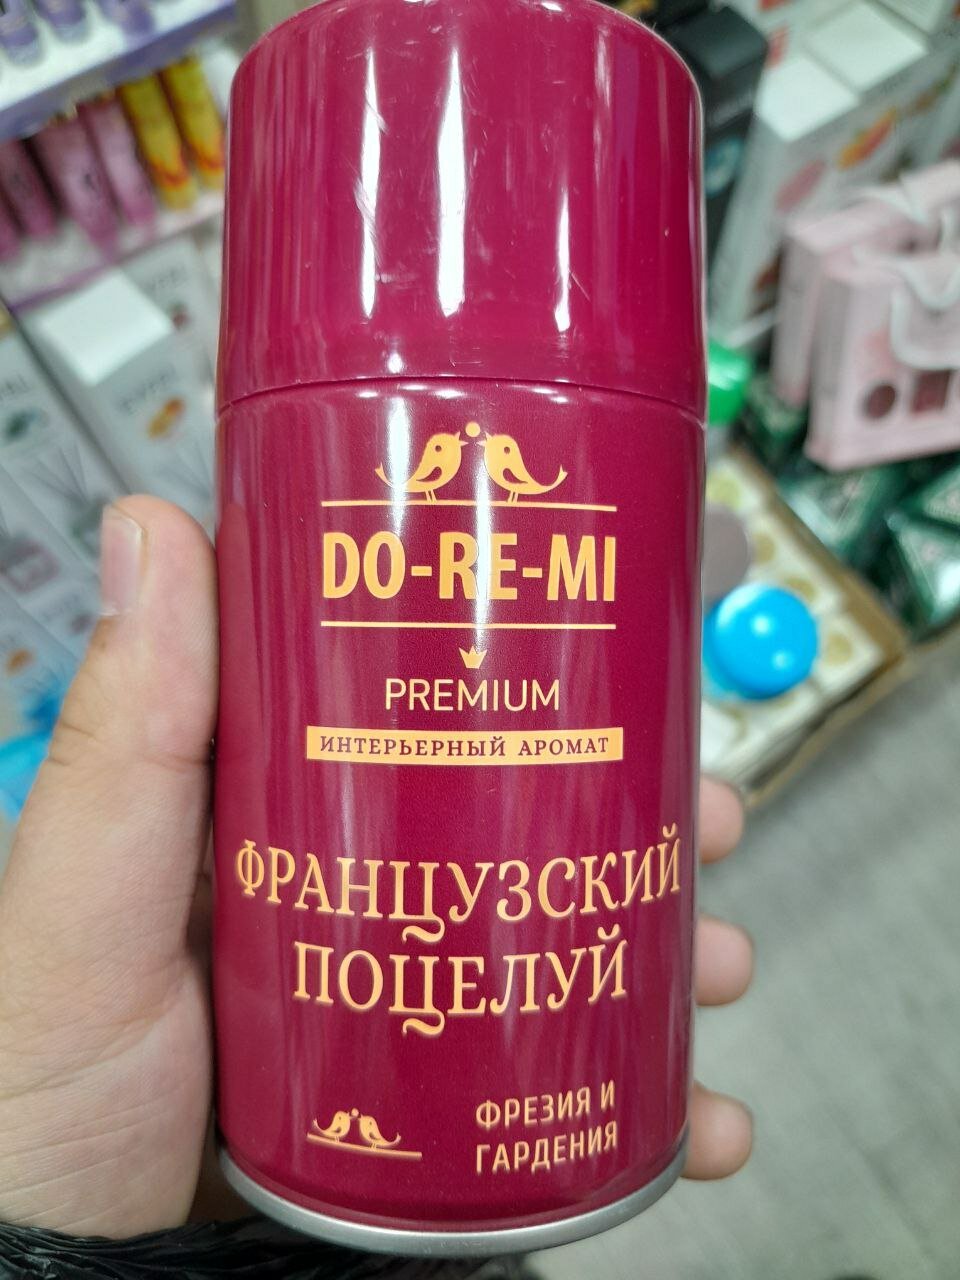 DO-RE-MI
PREMIUM
ИНТЕРЬЕРНЫЙ АРОМАТ
ФРАНЦУЗСКИЙ
ПОЦЕЛУЙ
ФРЕЗИЯ И
ГАРДЕНИЯ